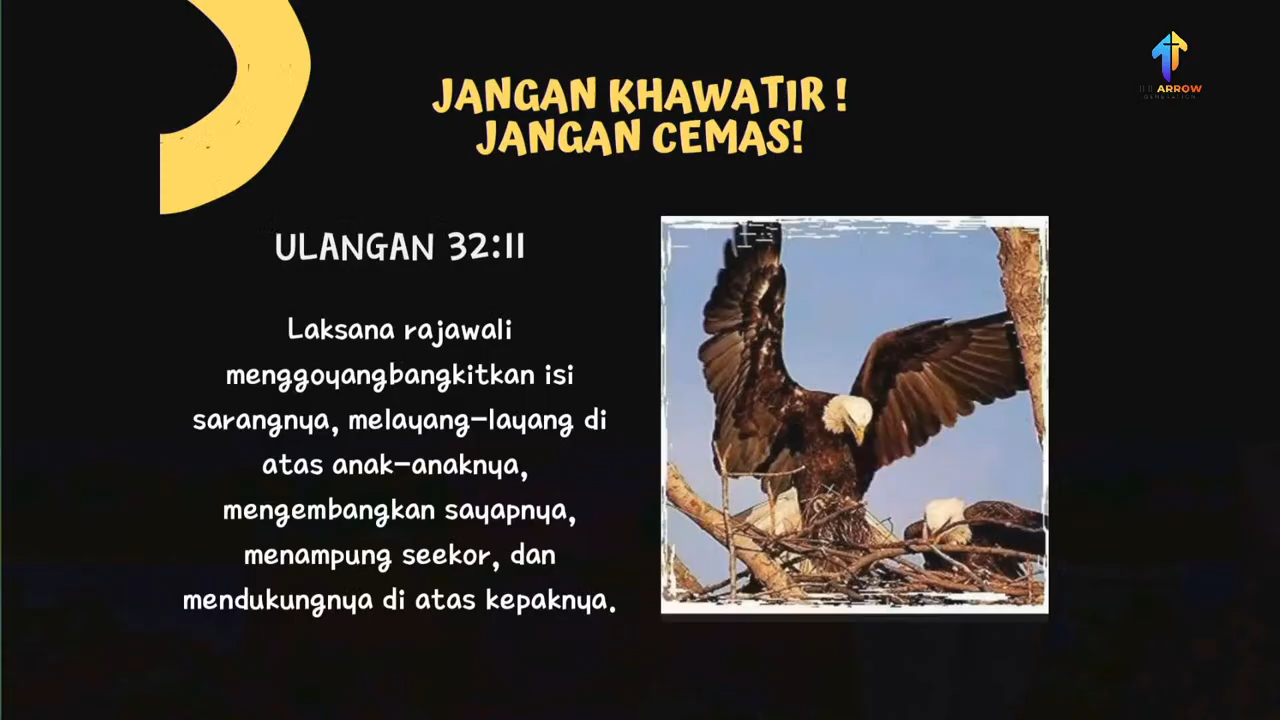 JANGAN KHAWATIR !
JANGAN CEMAS!
ARROW
GENERATION
ULANGAN 32:11
Laksana rajawali
menggoyangbangkitkan isi
sarangnya, melayang-layang di
atas anak-anaknya,
mengembangkan sayapnya,
menampung seekor, dan
mendukungnya di atas kepaknya.